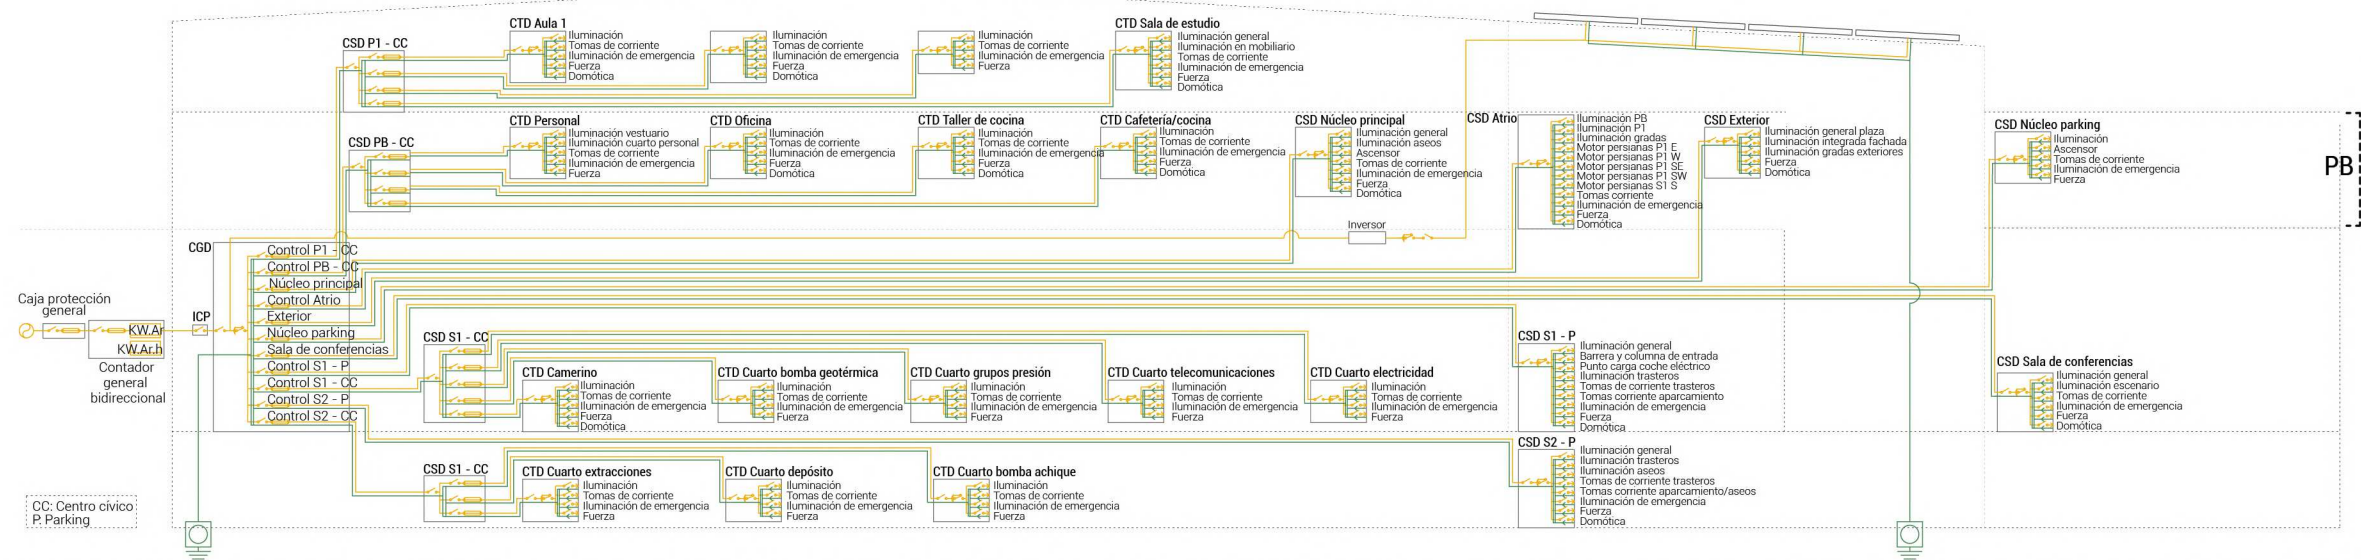 CSD P1 - CC
CTD Aula 1
Iluminación
Tomas de corriente
Iluminación de emergencia
Fuerza
Domótica
Iluminación
Tomas de corriente
Iluminación de emergencia
Fuerza
Domótica
Iluminación
Tomas de corriente
Iluminación de emergencia
Fuerza
CTD Sala de estudio
Iluminación general
Iluminación en mobiliario
Tomas de corriente
Iluminación de emergencia
Fuerza
Domótica
CSD PB - CC
CTD Personal
Iluminación vestuario
Iluminación cuarto personal
Tomas de corriente
Iluminación de emergencia
Fuerza
CTD Oficina
Iluminación
Tomas de corriente
Iluminación de emergencia
Fuerza
Domótica
CTD Taller de cocina
Iluminación
Tomas de corriente
Iluminación de emergencia
Fuerza
Domótica
CTD Cafetería/cocina
Iluminación
Tomas de corriente
Iluminación de emergencia
Fuerza
Domótica
CSD Núcleo principal
Iluminación general
Iluminación aseos
Ascensor
Tomas de corriente
Iluminación de emergencia
Fuerza
Domótica
CSD Atrio
Iluminación PB
Iluminación P1
Iluminación gradas
Motor persianas P1 E
Motor persianas P1 W
Motor persianas P1 SE
Motor persianas P1 SW
Motor persianas S1 S
Tomas corriente
Iluminación de emergencia
Fuerza
Domótica
CSD Exterior
Iluminación general plaza
Iluminación integrada fachada
Iluminación gradas exteriores
Fuerza
Domótica
CSD Núcleo parking
Iluminación
Ascensor
Tomas de corriente
Iluminación de emergencia
Fuerza
PB
Inversor
CGD
Control P1 - CC
Control PB - CC
Núcleo principal
Control Atrio
Exterior
Núcleo parking
Sala de conferencias
Control S1 - P
Control S1 - CC
Control S2 - P
Control S2 - CC
Caja protección
general
ICP
KW.Ar
KW.Ar.h
Contador
general
bidireccional
CSD S1 - CC
CTD Camerino
Iluminación
Tomas de corriente
Iluminación de emergencia
Fuerza
Domótica
CTD Cuarto bomba geotérmica
Iluminación
Tomas de corriente
Iluminación de emergencia
Fuerza
CTD Cuarto grupos presión
Iluminación
Tomas de corriente
Iluminación de emergencia
Fuerza
CTD Cuarto telecomunicaciones
Iluminación
Tomas de corriente
Iluminación de emergencia
Fuerza
CTD Cuarto electricidad
Iluminación
Tomas de corriente
Iluminación de emergencia
Fuerza
CSD S1 - P
Iluminación general
Barrera y columna de entrada
Punto carga coche eléctrico
Iluminación trasteros
Tomas de corriente trasteros
Tomas corriente aparcamiento
Iluminación de emergencia
Fuerza
Domótica
CSD Sala de conferencias
Iluminación general
Iluminación escenario
Tomas de corriente
Iluminación de emergencia
Fuerza
Domótica
CSD S1 - CC
CTD Cuarto extracciones
Iluminación
Tomas de corriente
Iluminación de emergencia
Fuerza
CTD Cuarto depósito
Iluminación
Tomas de corriente
Iluminación de emergencia
Fuerza
CTD Cuarto bomba achique
Iluminación
Tomas de corriente
Iluminación de emergencia
Fuerza
CSD S2 - P
Iluminación general
Iluminación trasteros
Iluminación aseos
Tomas de corriente trasteros
Tomas corriente aparcamiento/aseos
Iluminación de emergencia
Fuerza
Domótica
CC: Centro cívico
P. Parking